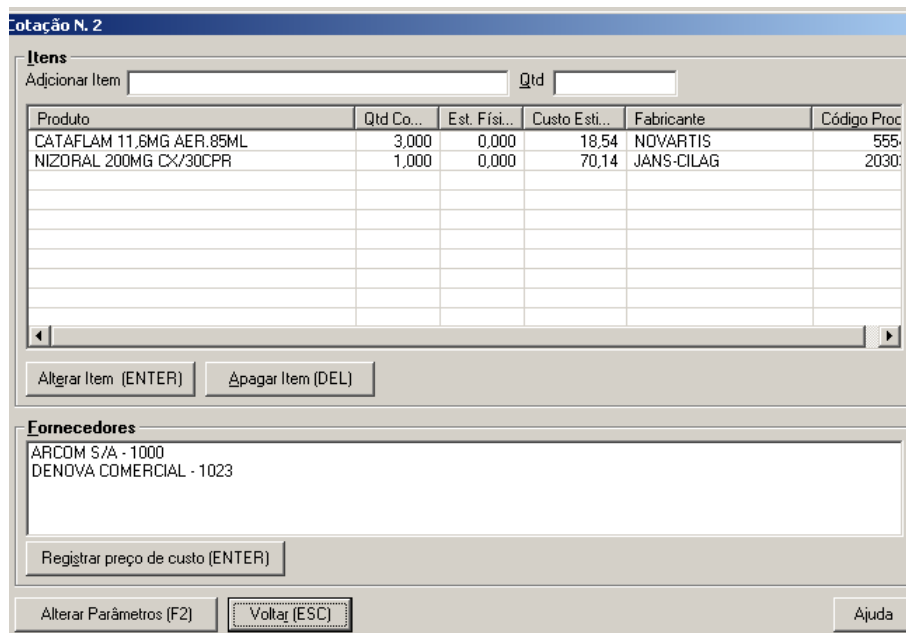 Cotação N. 2
Itens
Adicionar Item Qtd
Produto Qtd Co... Est. Físi... Custo Esti... Fabricante Código Proc
CATAFLAM 11,6MG AER.85ML 3,000 0,000 18,54 NOVARTIS 555
NIZORAL 200MG CX/30CPR 1,000 0,000 70,14 JANS-CILAG 2030
Alterar Item (ENTER) Apagar Item (DEL)
Fornecedores
ARCOM S/A - 1000
DENOVA COMERCIAL - 1023
Registrar preço de custo (ENTER)
Alterar Parâmetros (F2) Voltar (ESC) Ajuda